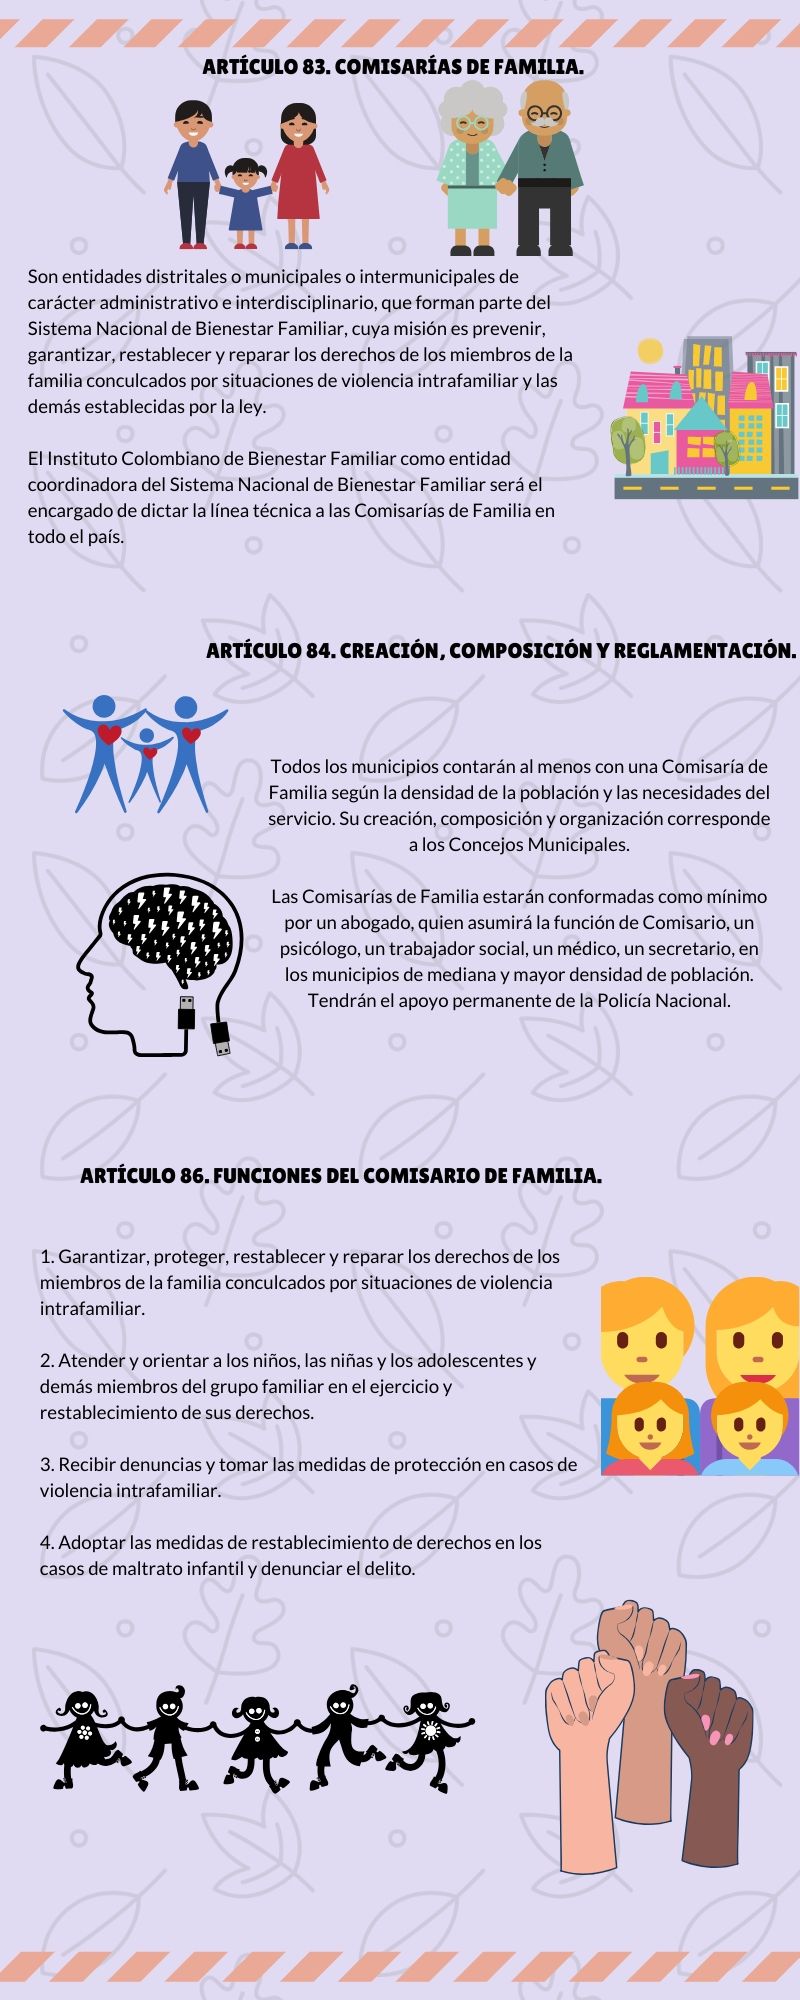 ARTÍCULO 83. COMISARÍAS DE FAMILIA.
Son entidades distritales o municipales o intermunicipales de
carácter administrativo e interdisciplinario, que forman parte del
Sistema Nacional de Bienestar Familiar, cuya misión es prevenir,
garantizar, restablecer y reparar los derechos de los miembros de la
familia conculcados por situaciones de violencia intrafamiliar y las
demás establecidas por la ley.
El Instituto Colombiano de Bienestar Familiar como entidad
coordinadora del Sistema Nacional de Bienestar Familiar será el
encargado de dictar la línea técnica a las Comisarías de Familia en
todo el país.
ARTÍCULO 84. CREACIÓN, COMPOSICIÓN Y REGLAMENTACIÓN.
Todos los municipios contarán al menos con una Comisaría de
Familia según la densidad de la población y las necesidades del
servicio. Su creación, composición y organización corresponde
a los Concejos Municipales.
Las Comisarías de Familia estarán conformadas como mínimo
por un abogado, quien asumirá la función de Comisario, un
psicólogo, un trabajador social, un médico, un secretario, en
los municipios de mediana y mayor densidad de población.
Tendrán el apoyo permanente de la Policía Nacional.
ARTÍCULO 86. FUNCIONES DEL COMISARIO DE FAMILIA.
1. Garantizar, proteger, restablecer y reparar los derechos de los
miembros de la familia conculcados por situaciones de violencia
intrafamiliar.
2. Atender y orientar a los niños, las niñas y los adolescentes y
demás miembros del grupo familiar en el ejercicio y
restablecimiento de sus derechos.
3. Recibir denuncias y tomar las medidas de protección en casos de
violencia intrafamiliar.
4. Adoptar las medidas de restablecimiento de derechos en los
casos de maltrato infantil y denunciar el delito.